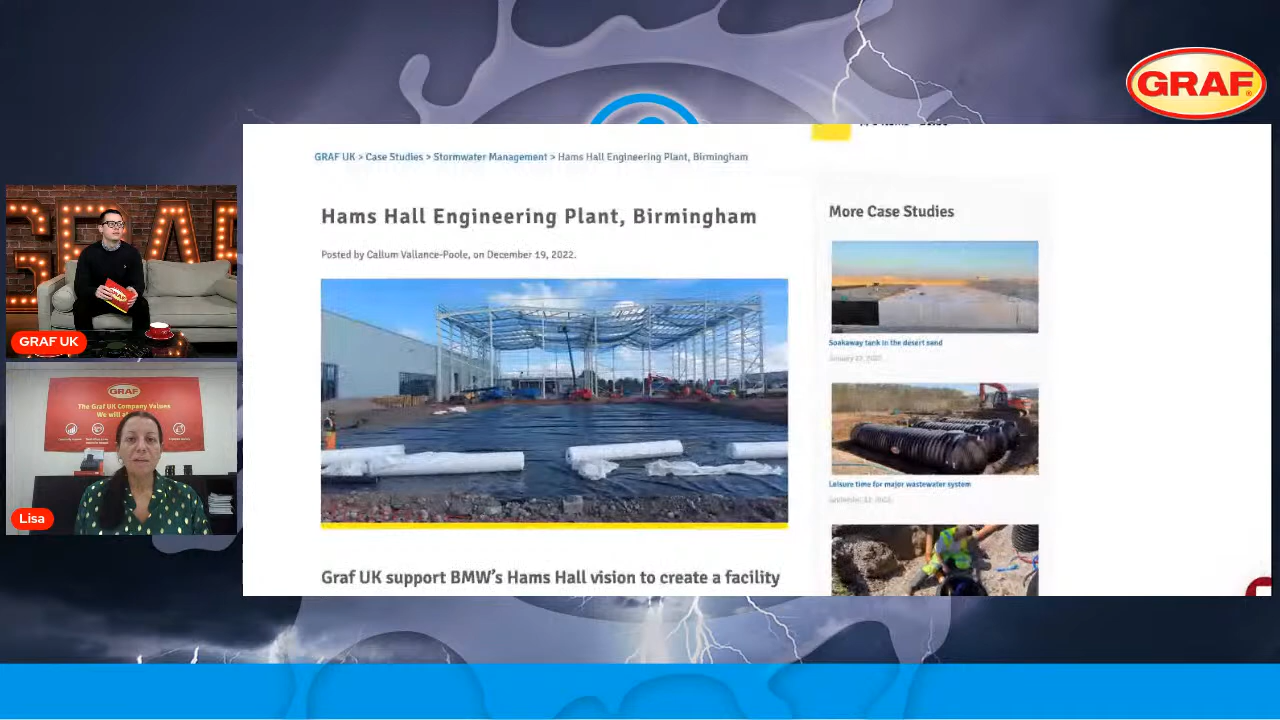 GRAF
GRAF UK > Case Studies > Stormwater Management > Hams Hall Engineering Plant, Birmingham
Hams Hall Engineering Plant, Birmingham
Posted by Callum Vallance-Poole, on December 19, 2022.
Graf UK support BMW's Hams Hall vision to create a facility
More Case Studies
Soakaway tank in the desert sand
Leisure time for major wastewater system
GRAF
GRAF
GRAF UK
GRAF
The Graf UK Company Values
We will
Lisa